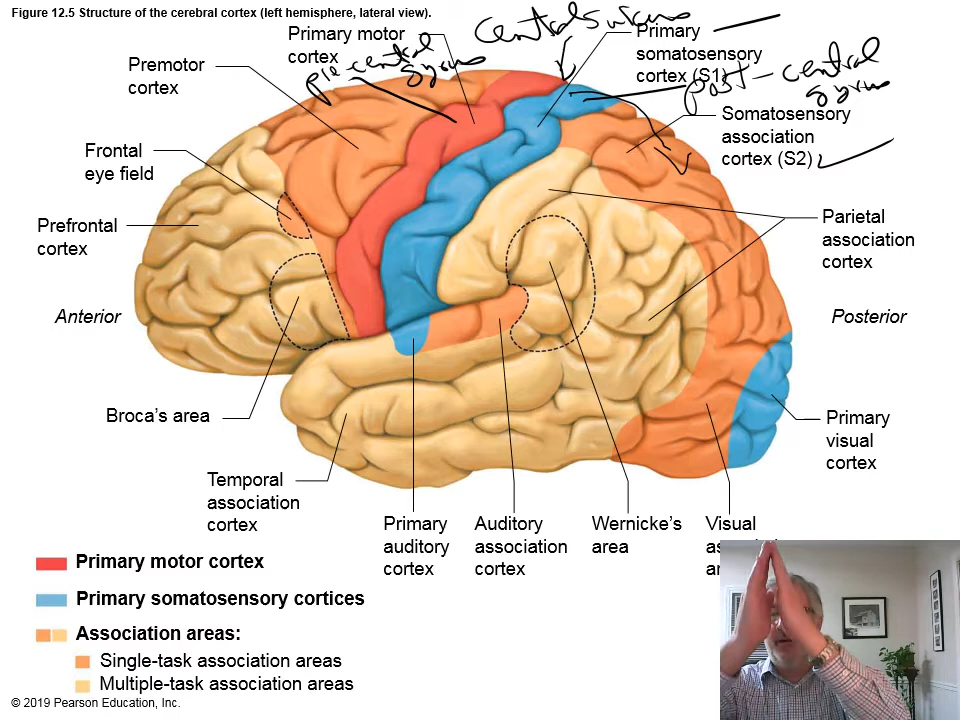 Figure 12.5 Structure of the cerebral cortex (left hemisphere, lateral view).
central sulcus
Primary motor
cortex
Primary
somatosensory
cortex (S1)
pre-central
gyrus
post-central
gyrus
Premotor
cortex
Somatosensory
association
cortex (S2)
Frontal
eye field
Prefrontal
cortex
Parietal
association
cortex
Anterior
Posterior
Broca's area
Primary
visual
cortex
Temporal
association
cortex
Primary
auditory
cortex
Auditory
association
cortex
Wernicke's
area
Visual
Primary motor cortex
Primary somatosensory cortices
Association areas:
Single-task association areas
Multiple-task association areas
© 2019 Pearson Education, Inc.